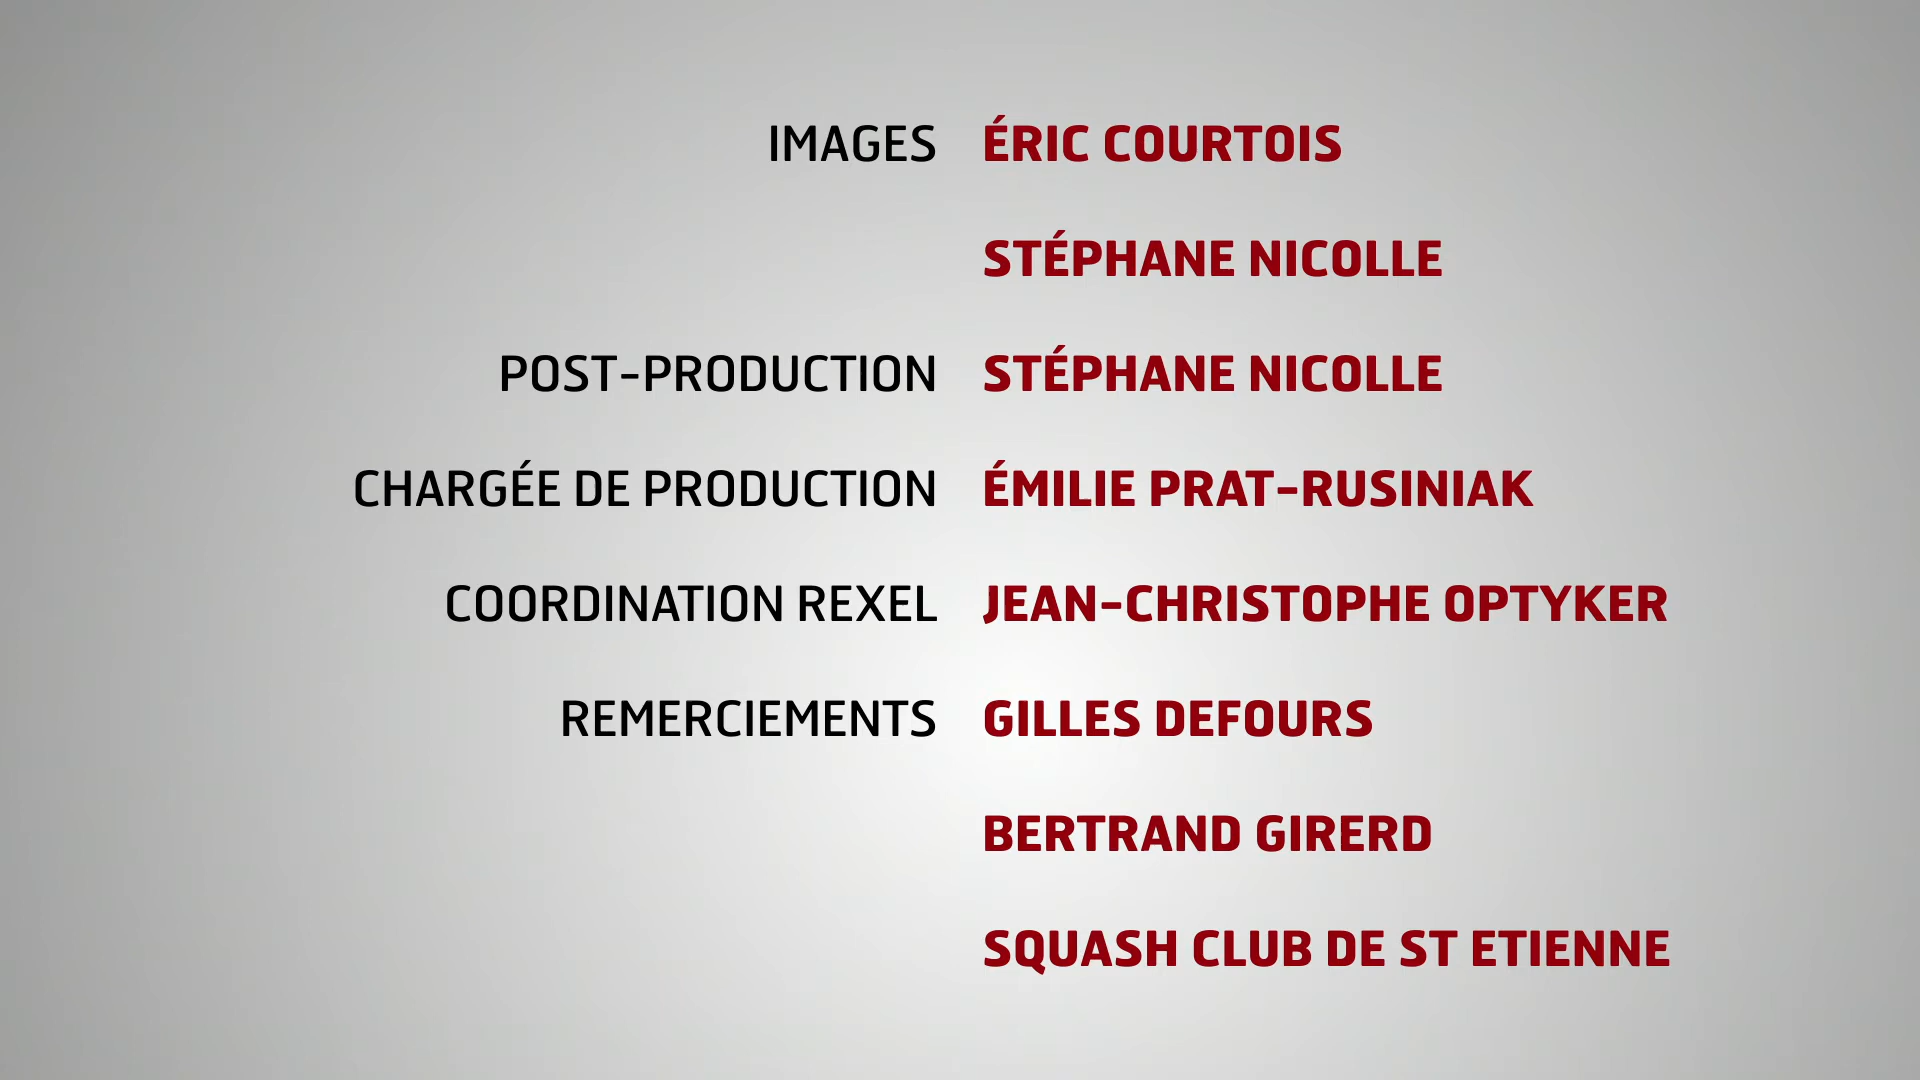 IMAGES ÉRIC COURTOIS
STÉPHANE NICOLLE
POST-PRODUCTION STÉPHANE NICOLLE
CHARGÉE DE PRODUCTION ÉMILIE PRAT-RUSINIAK
COORDINATION REXEL JEAN-CHRISTOPHE OPTYKER
REMERCIEMENTS GILLES DEFOURS
BERTRAND GIRERD
SQUASH CLUB DE ST ETIENNE